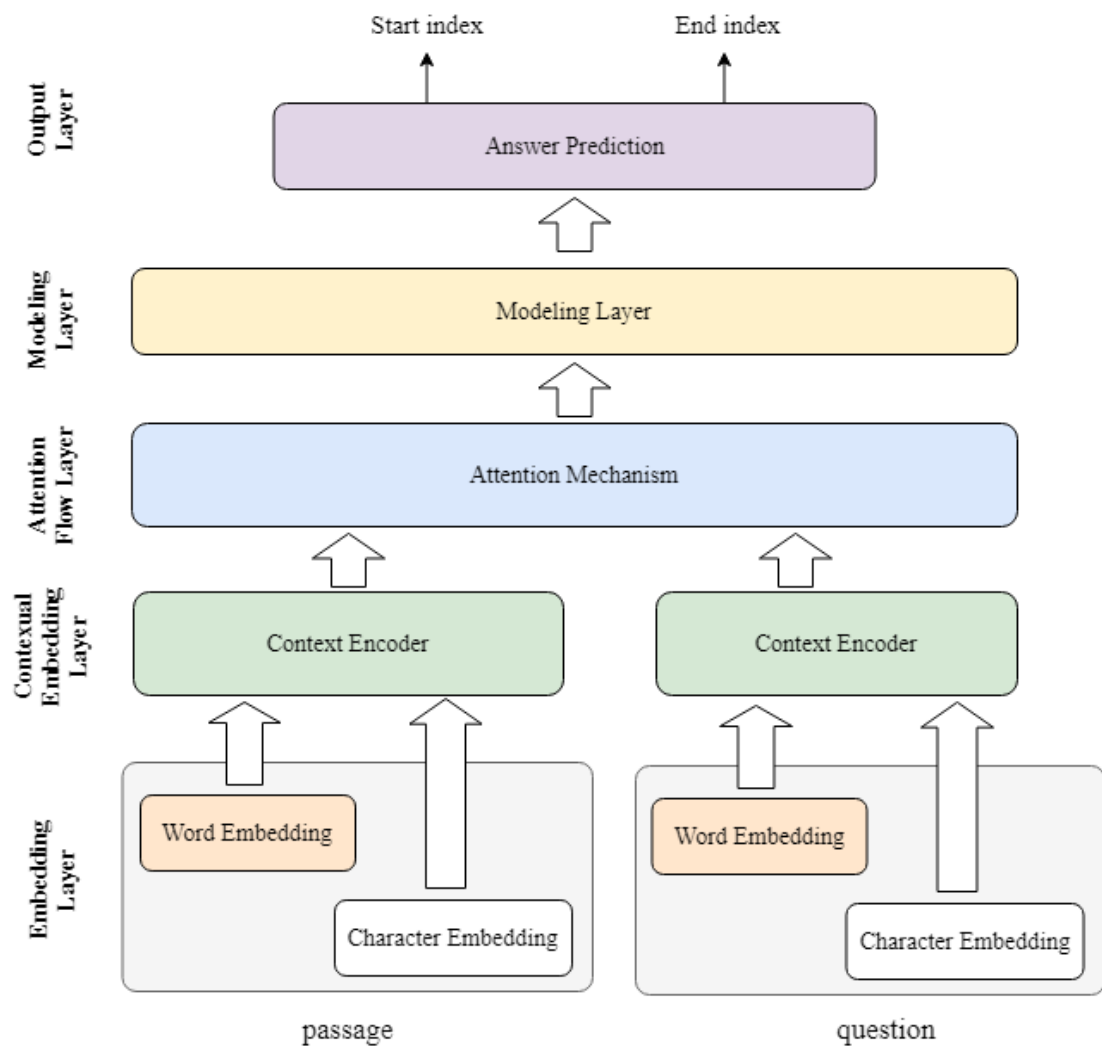 Start index
End index
Output
Layer
Answer Prediction
Modeling
Layer
Modeling Layer
Attention
Flow Layer
Attention Mechanism
Contexual
Embedding
Layer
Context Encoder
Context Encoder
Embedding
Layer
Word Embedding
Character Embedding
Word Embedding
Character Embedding
passage
question